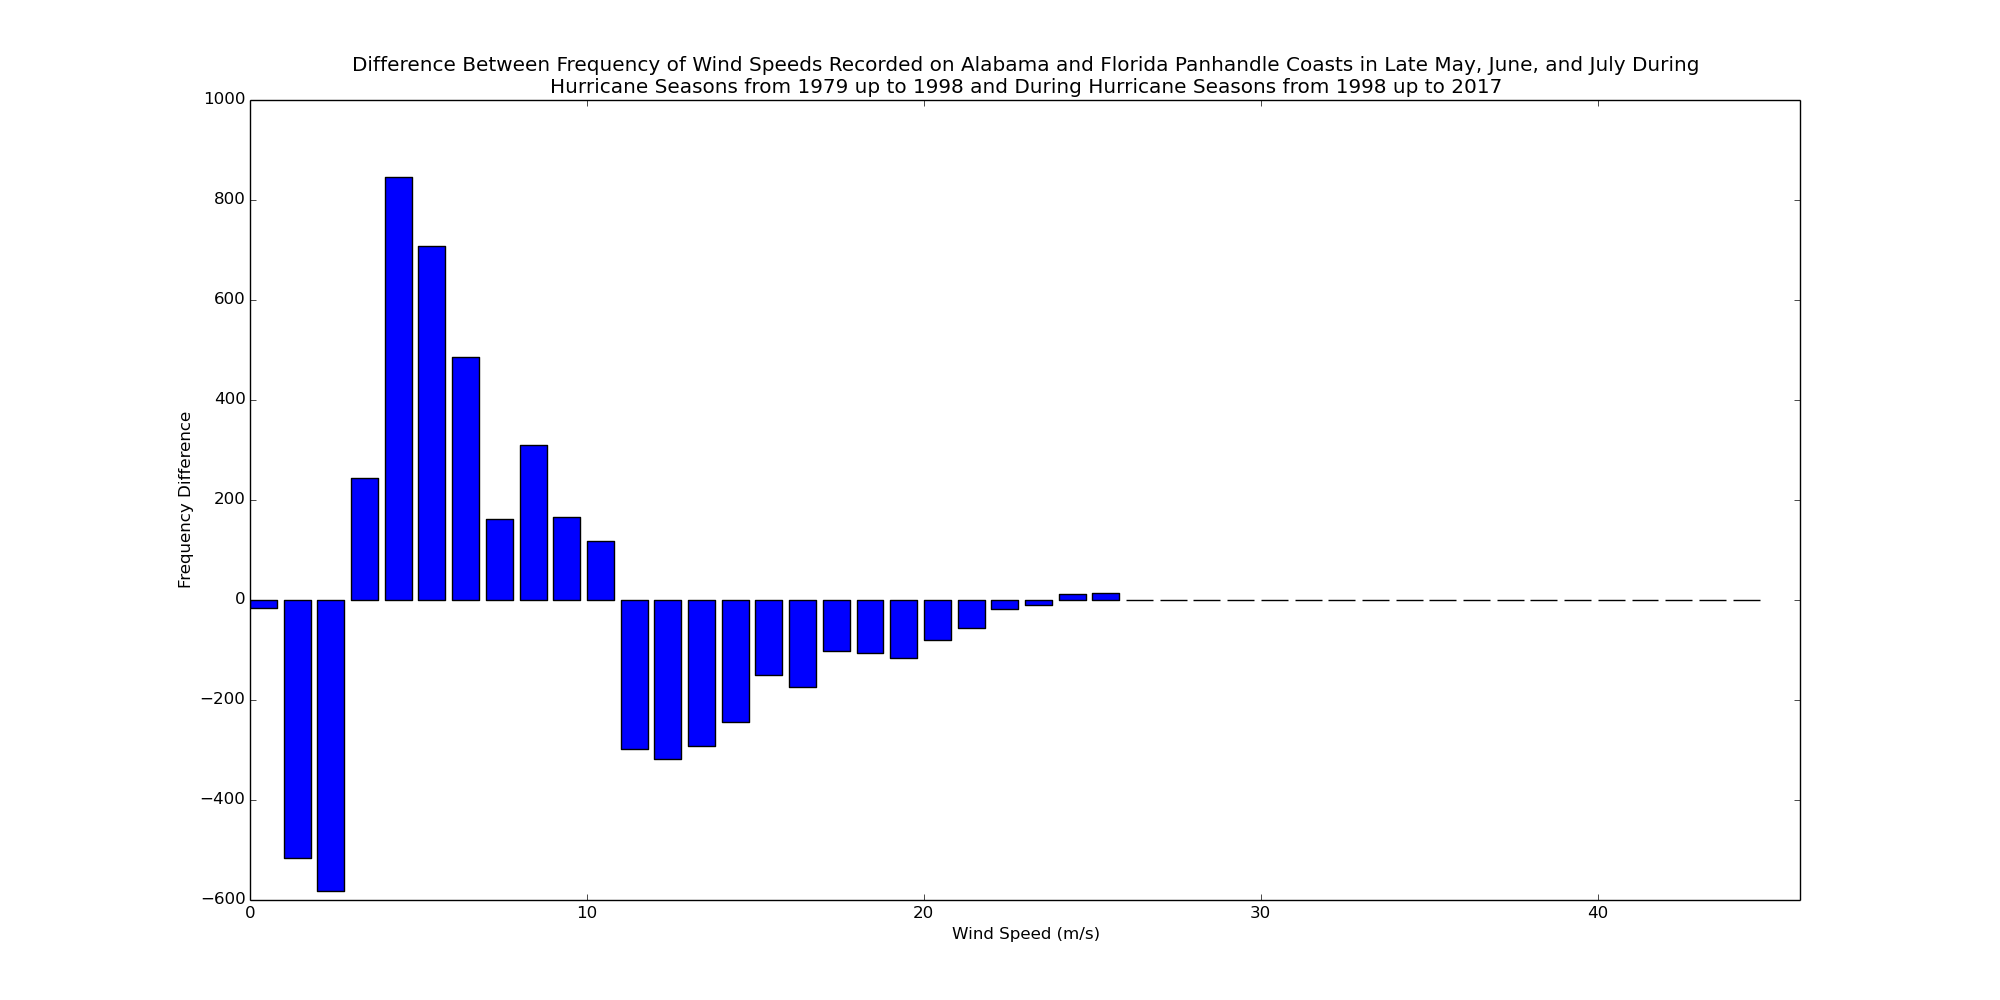 Difference Between Frequency of Wind Speeds Recorded on Alabama and Florida Panhandle Coasts in Late May, June, and July During
Hurricane Seasons from 1979 up to 1998 and During Hurricane Seasons from 1998 up to 2017
1000
800
600
400
200
0
−200
−400
−600
Frequency Difference
0 10 20 30 40
Wind Speed (m/s)